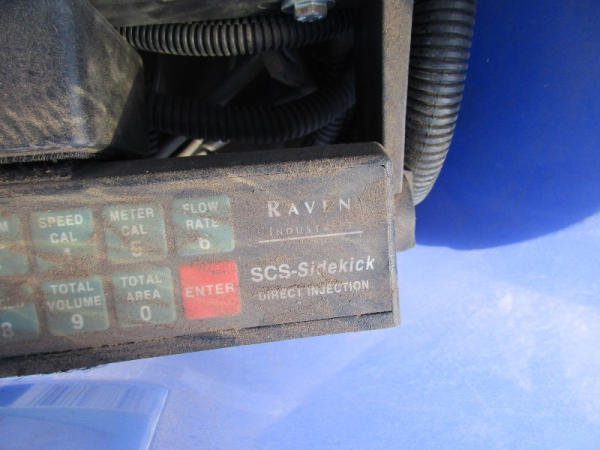 RAVEN
SPEED CAL
METER CAL 5
FLOW RATE 6
SCS-Sidekick
DIRECT INJECTION
TOTAL VOLUME 9
TOTAL AREA 0
ENTER